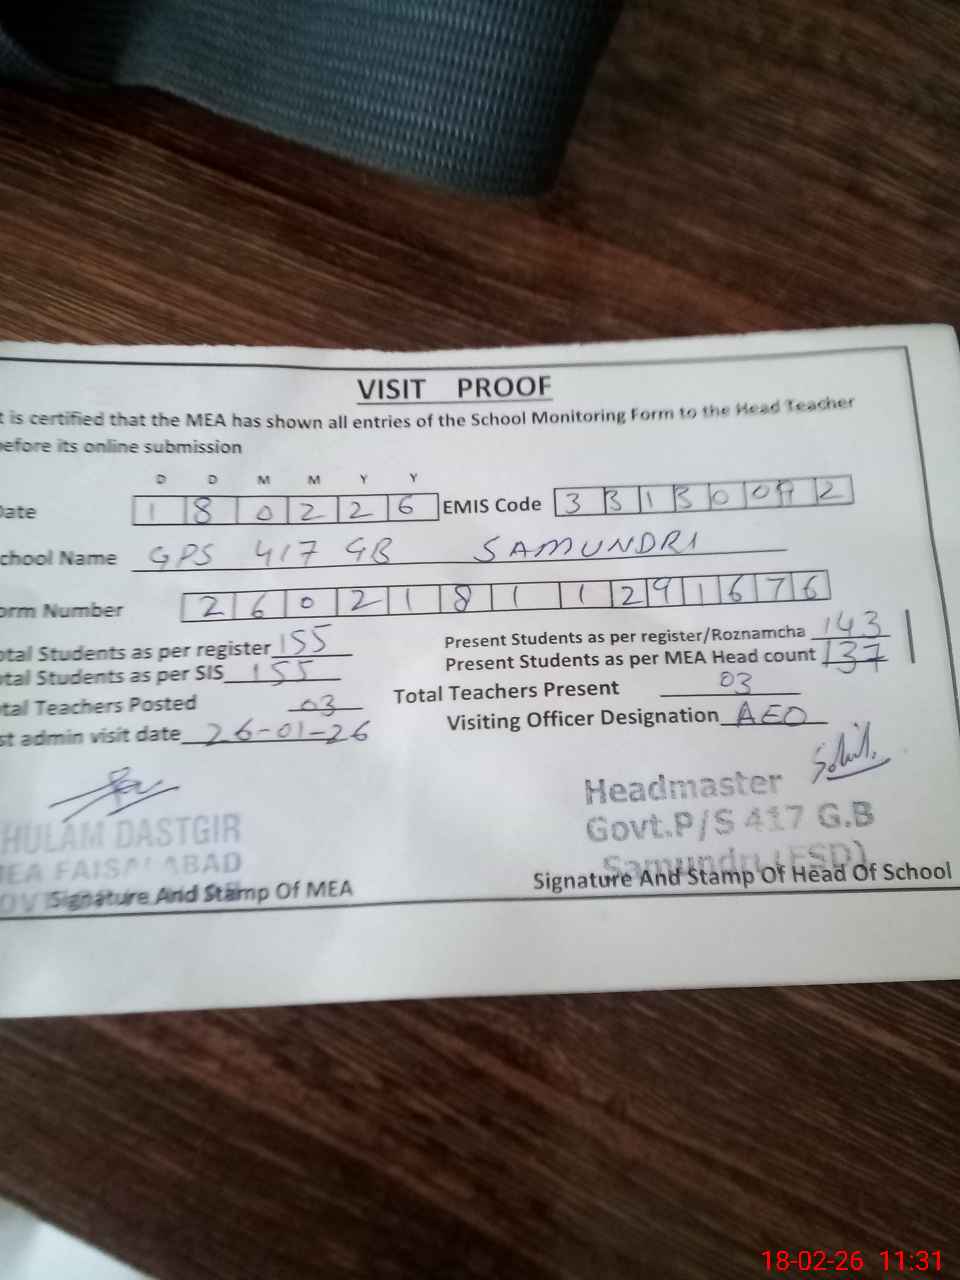 VISIT PROOF
t is certified that the MEA has shown all entries of the School Monitoring Form to the Head Teacher
efore its online submission
D D M M Y Y
ate 1 8 0 2 2 6 EMIS Code 3 3 1 3 0 0 2
chool Name GPS 417 GB SAMUNDRI
orm Number 2 6 0 2 1 8 1 1 2 9 1 6 7 6
otal Students as per register 155 Present Students as per register/Roznamcha 143
otal Students as per SIS 155 Present Students as per MEA Head count 137
otal Teachers Posted 03 Total Teachers Present 03
st admin visit date 26-01-26 Visiting Officer Designation AEO
HULAM DASTGIR
EA FAISALABAD
Signature And Stamp Of MEA
Headmaster
Govt.P/S 417 G.B
Samundri (FSD)
Signature And Stamp Of Head Of School
18-02-26 11:31